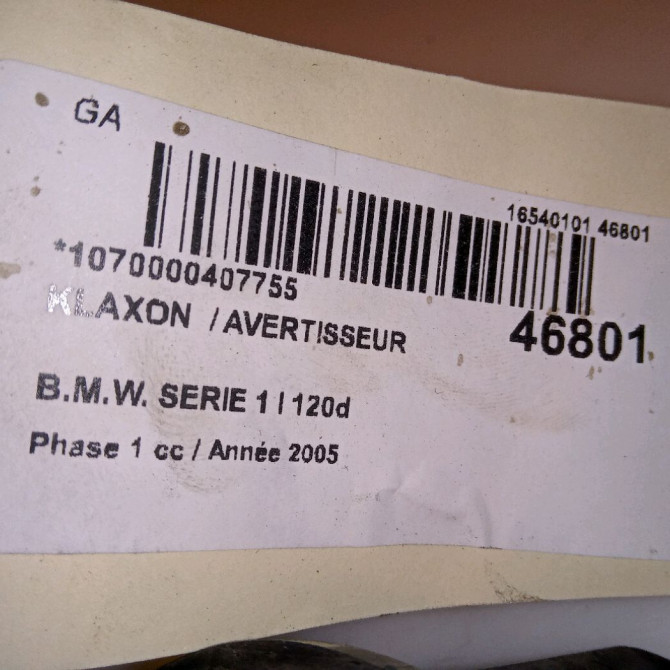 GA
16540101 46801
*1070000407755
KLAXON / AVERTISSEUR
46801
B.M.W. SERIE 1 I 120d
Phase 1 cc / Année 2005